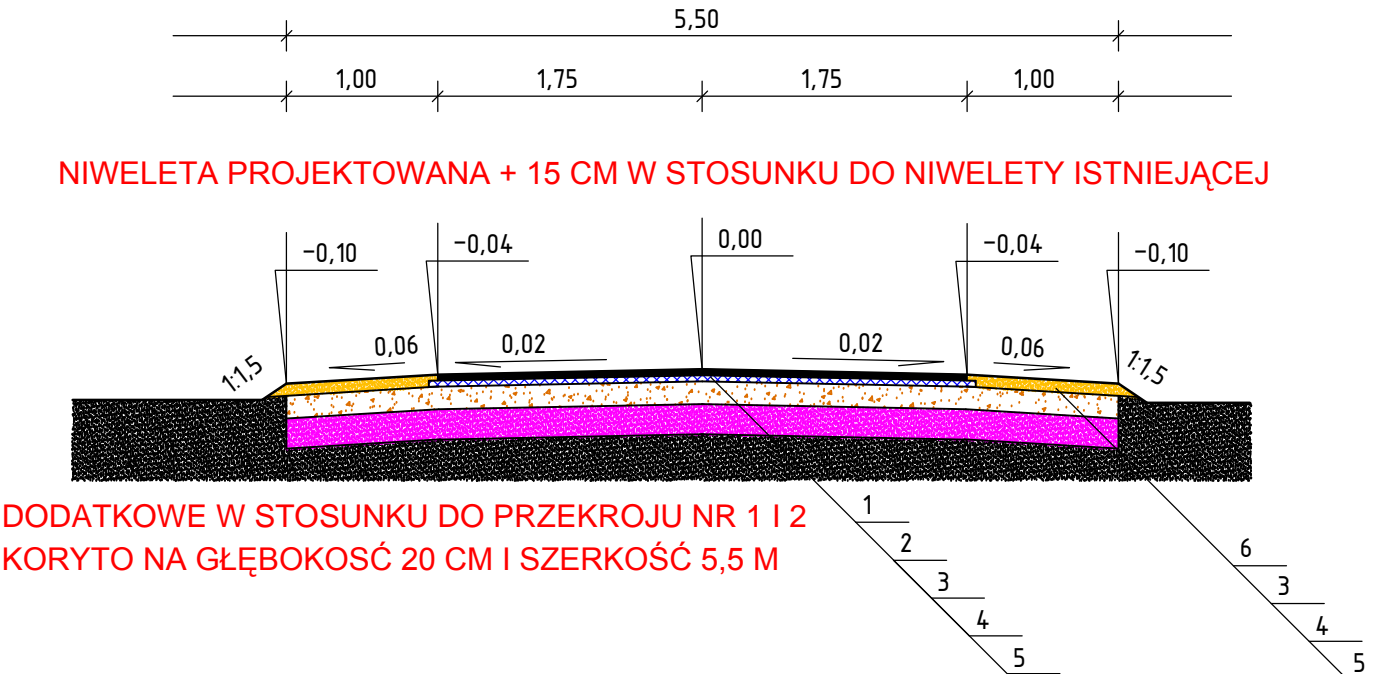 5,50
1,00 1,75 1,75 1,00
NIWELETA PROJEKTOWANA + 15 CM W STOSUNKU DO NIWELETY ISTNIEJĄCEJ
−0,10 −0,04 0,00 −0,04 −0,10
1:1,5 0,06 0,02 0,02 0,06 1:1,5
DODATKOWE W STOSUNKU DO PRZEKROJU NR 1 I 2
KORYTO NA GŁĘBOKOSĆ 20 CM I SZERKOŚĆ 5,5 M
1
2
3
4
5
6
3
4
5